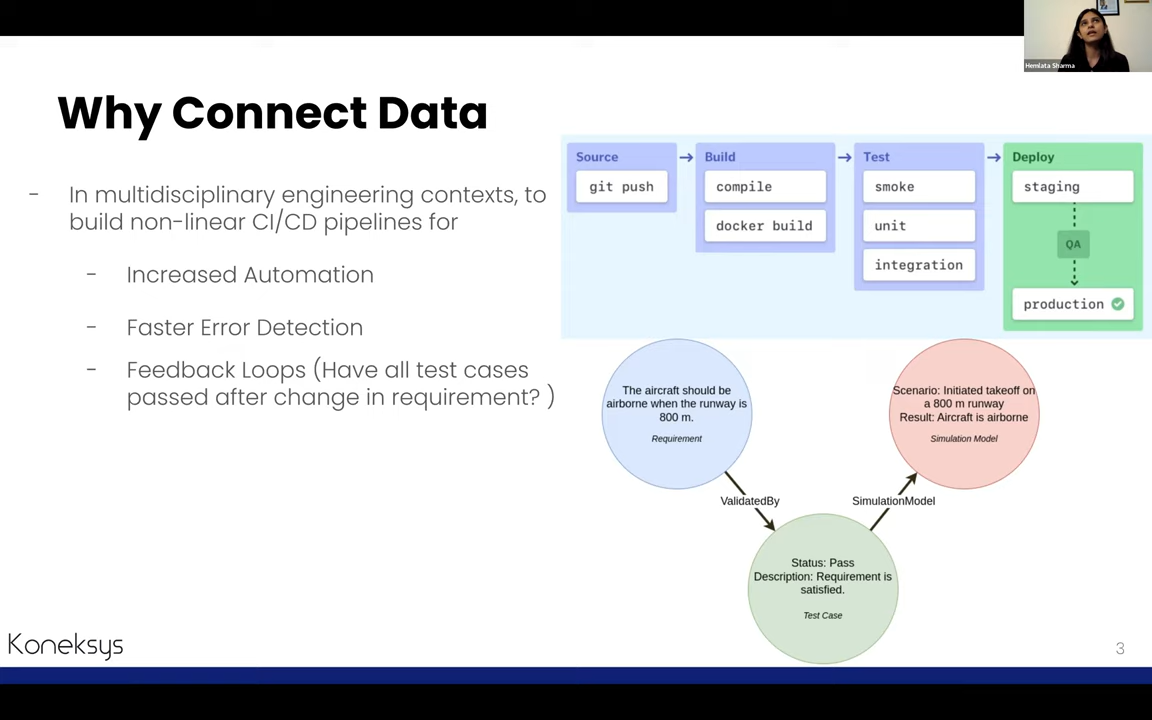 Hemlata Sharma
Why Connect Data
- In multidisciplinary engineering contexts, to
build non-linear CI/CD pipelines for
- Increased Automation
- Faster Error Detection
- Feedback Loops (Have all test cases
passed after change in requirement? )
Source
git push
Build
compile
docker build
Test
smoke
unit
integration
Deploy
staging
QA
production
The aircraft should be
airborne when the runway is
800 m.
Requirement
Scenario: Initiated takeoff on
a 800 m runway
Result: Aircraft is airborne
Simulation Model
ValidatedBy
SimulationModel
Status: Pass
Description: Requirement is
satisfied.
Test Case
Koneksys
3